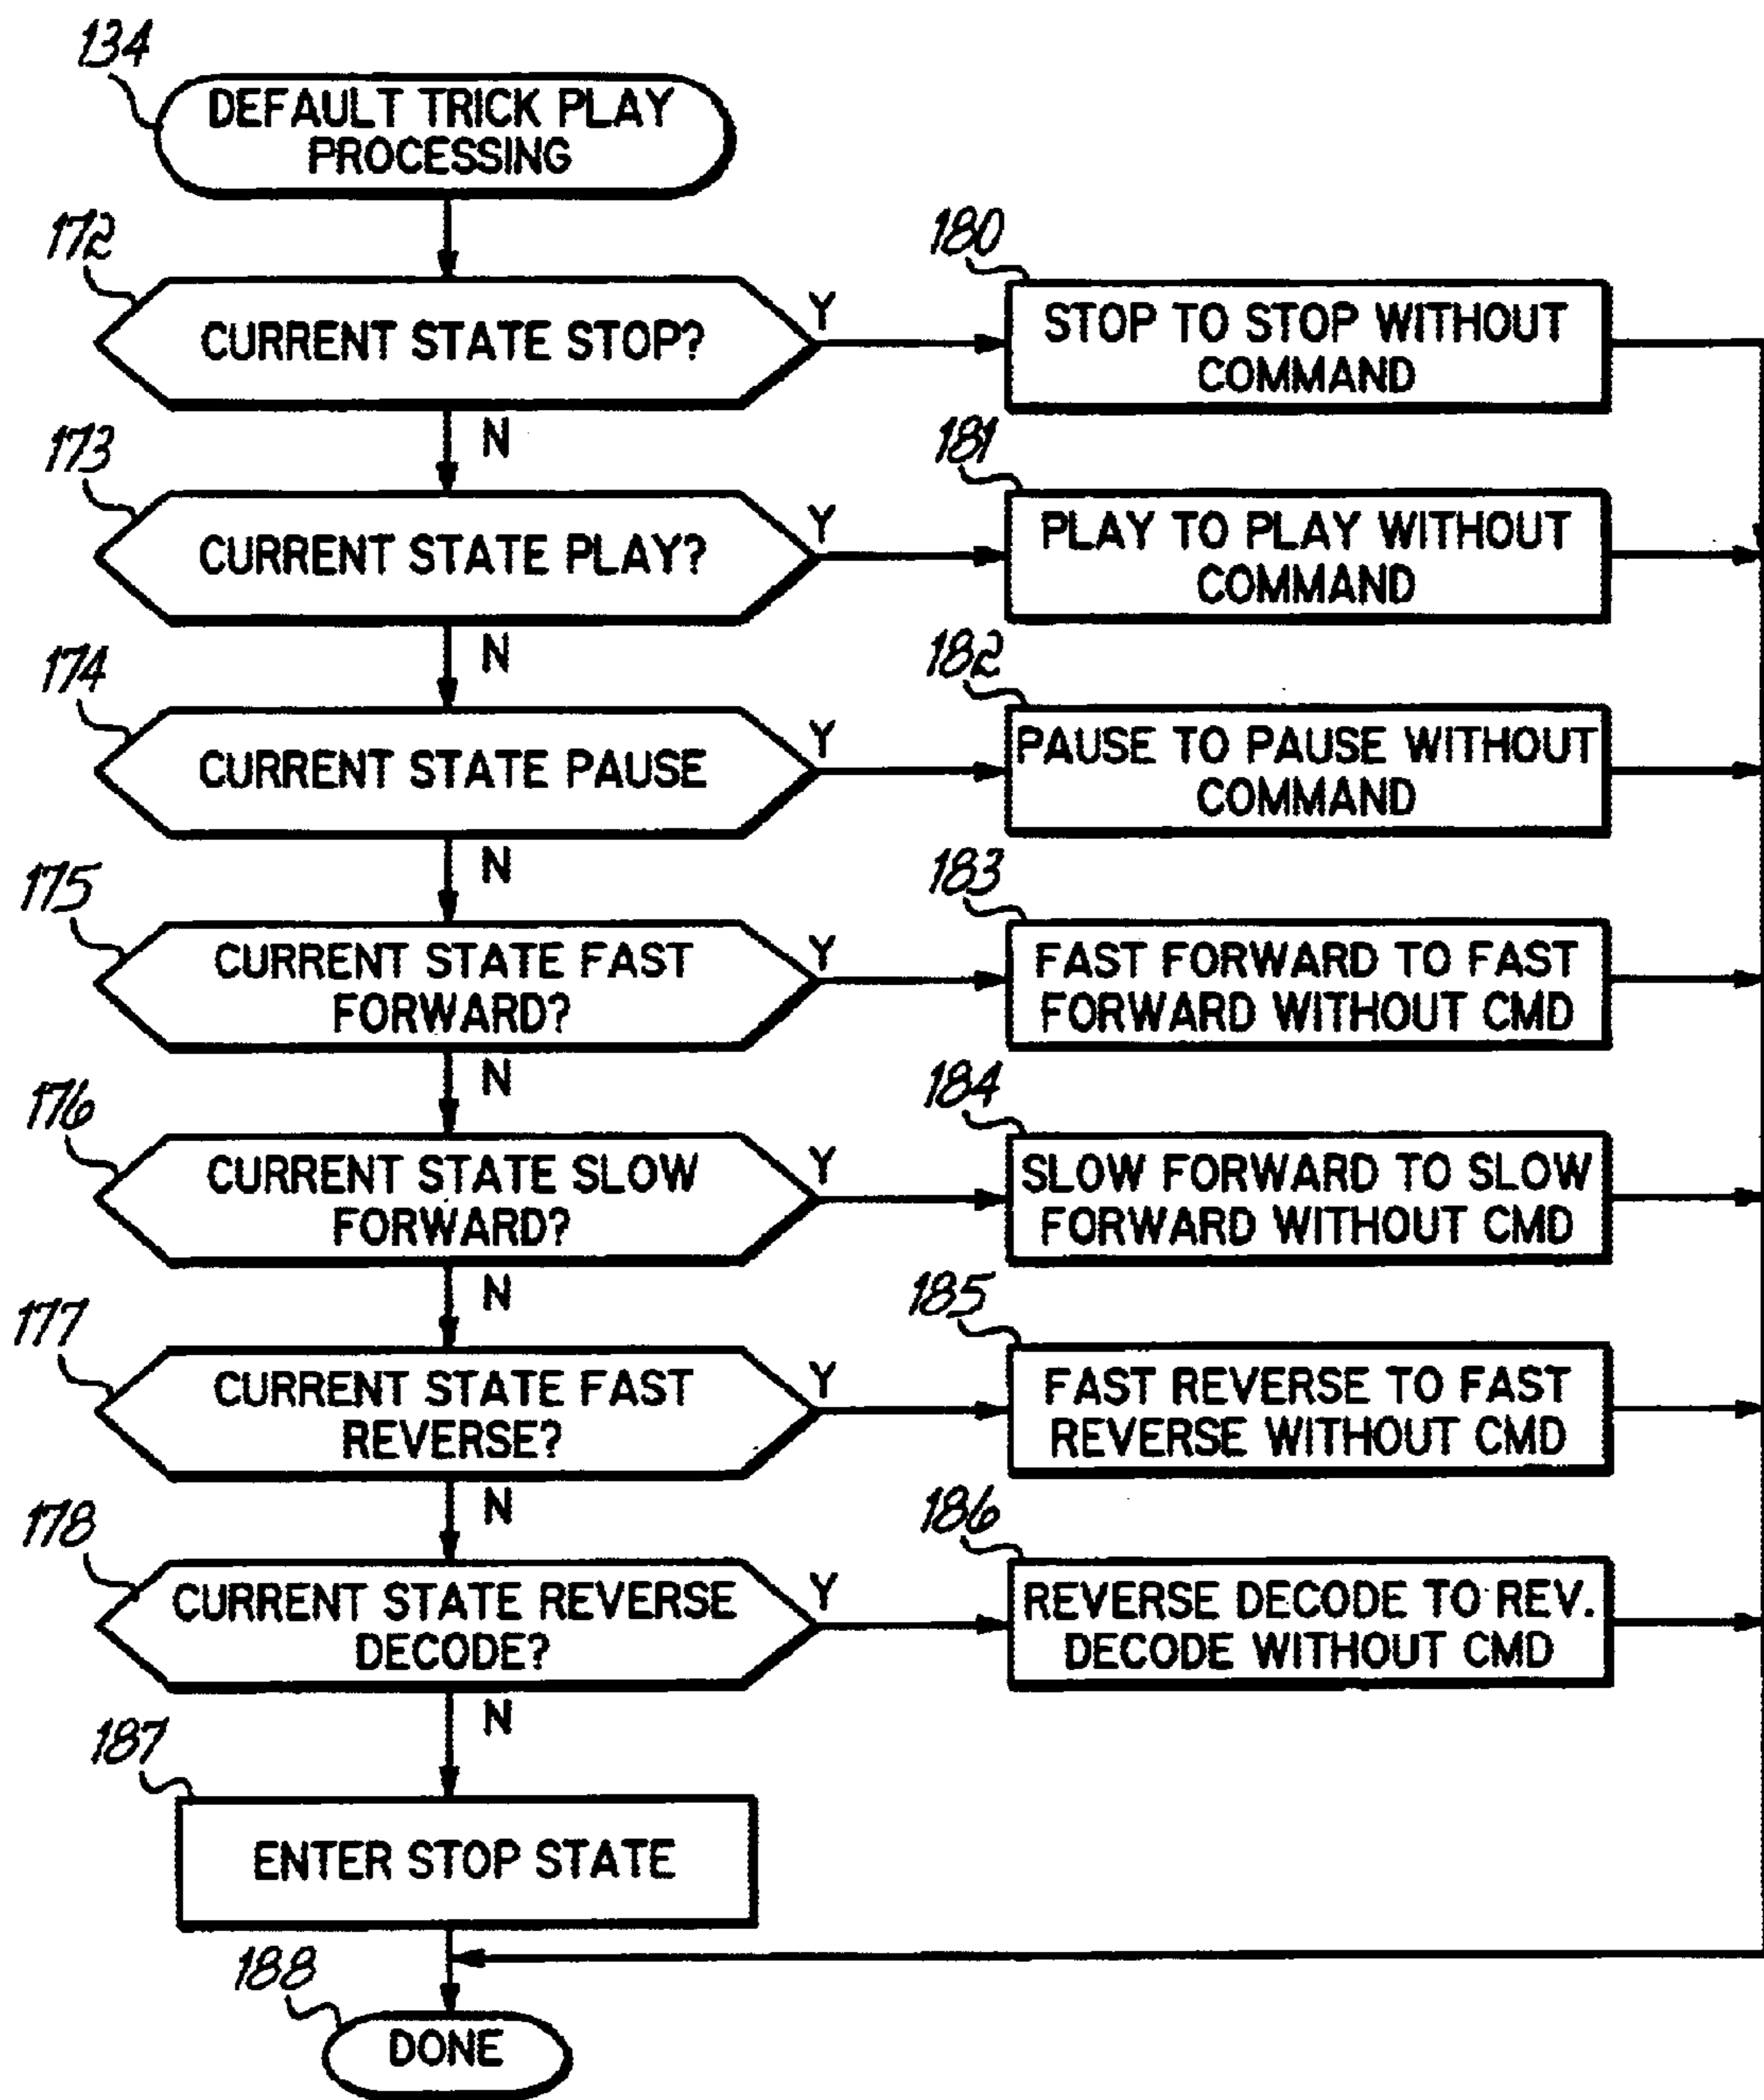 134
DEFAULT TRICK PLAY
PROCESSING
172
CURRENT STATE STOP?
Y
180
STOP TO STOP WITHOUT
COMMAND
N
173
CURRENT STATE PLAY?
Y
181
PLAY TO PLAY WITHOUT
COMMAND
N
174
CURRENT STATE PAUSE
Y
182
PAUSE TO PAUSE WITHOUT
COMMAND
N
175
CURRENT STATE FAST
FORWARD?
Y
183
FAST FORWARD TO FAST
FORWARD WITHOUT CMD
N
176
CURRENT STATE SLOW
FORWARD?
Y
184
SLOW FORWARD TO SLOW
FORWARD WITHOUT CMD
N
177
CURRENT STATE FAST
REVERSE?
Y
185
FAST REVERSE TO FAST
REVERSE WITHOUT CMD
N
178
CURRENT STATE REVERSE
DECODE?
Y
186
REVERSE DECODE TO REV.
DECODE WITHOUT CMD
N
187
ENTER STOP STATE
188
DONE